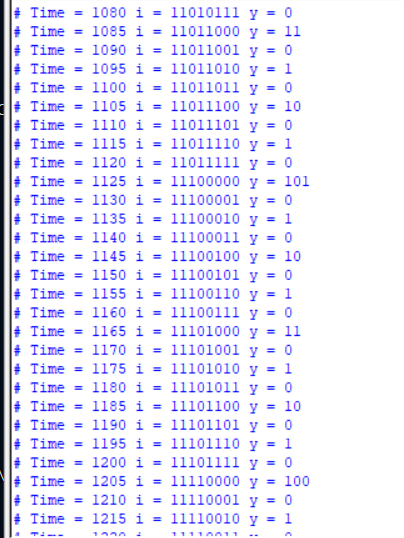 # Time = 1080 i = 11010111 y = 0
# Time = 1085 i = 11011000 y = 11
# Time = 1090 i = 11011001 y = 0
# Time = 1095 i = 11011010 y = 1
# Time = 1100 i = 11011011 y = 0
# Time = 1105 i = 11011100 y = 10
# Time = 1110 i = 11011101 y = 0
# Time = 1115 i = 11011110 y = 1
# Time = 1120 i = 11011111 y = 0
# Time = 1125 i = 11100000 y = 101
# Time = 1130 i = 11100001 y = 0
# Time = 1135 i = 11100010 y = 1
# Time = 1140 i = 11100011 y = 0
# Time = 1145 i = 11100100 y = 10
# Time = 1150 i = 11100101 y = 0
# Time = 1155 i = 11100110 y = 1
# Time = 1160 i = 11100111 y = 0
# Time = 1165 i = 11101000 y = 11
# Time = 1170 i = 11101001 y = 0
# Time = 1175 i = 11101010 y = 1
# Time = 1180 i = 11101011 y = 0
# Time = 1185 i = 11101100 y = 10
# Time = 1190 i = 11101101 y = 0
# Time = 1195 i = 11101110 y = 1
# Time = 1200 i = 11101111 y = 0
# Time = 1205 i = 11110000 y = 100
# Time = 1210 i = 11110001 y = 0
# Time = 1215 i = 11110010 y = 1